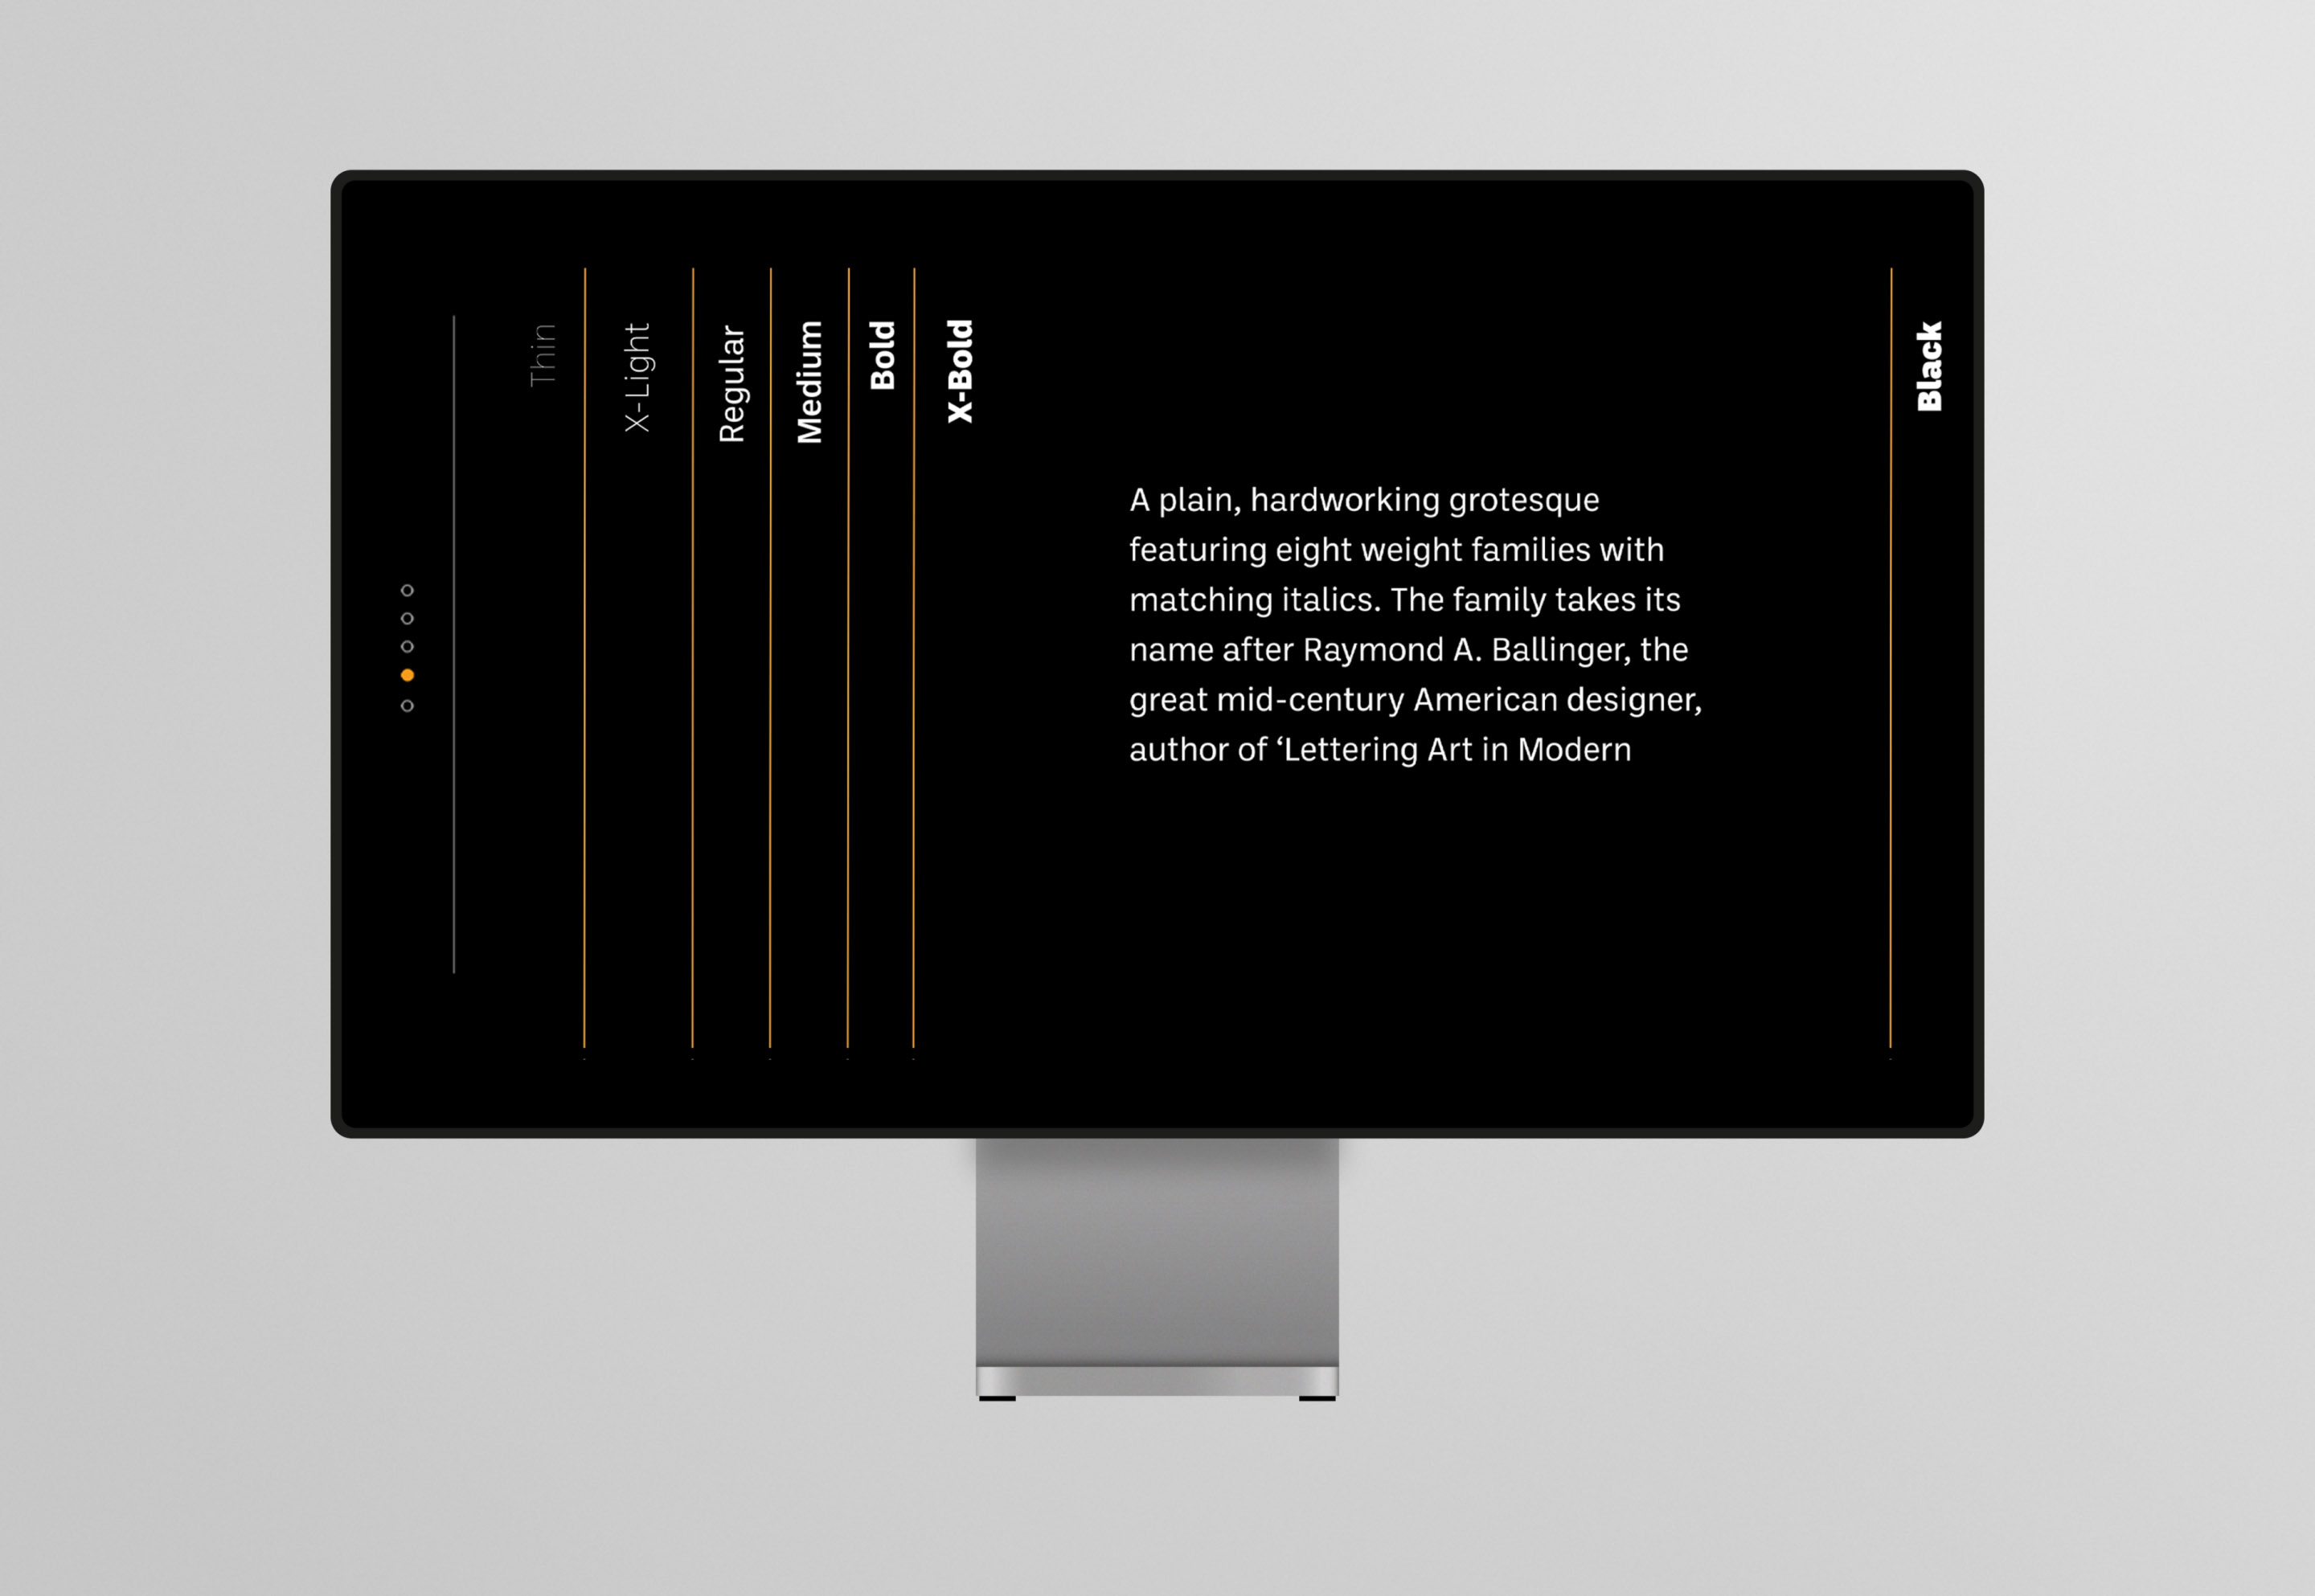 Thin
X-Light
Regular
Medium
Bold
X-Bold
A plain, hardworking grotesque
featuring eight weight families with
matching italics. The family takes its
name after Raymond A. Ballinger, the
great mid-century American designer,
author of ‘Lettering Art in Modern
Black